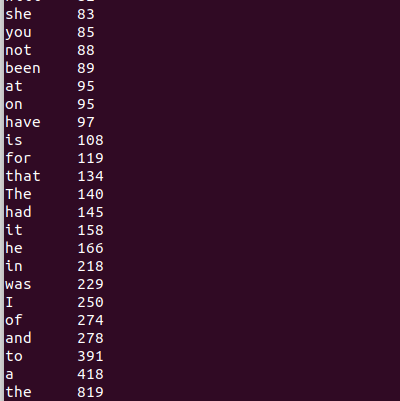 she 83
you 85
not 88
been 89
at 95
on 95
have 97
is 108
for 119
that 134
The 140
had 145
it 158
he 166
in 218
was 229
I 250
of 274
and 278
to 391
a 418
the 819